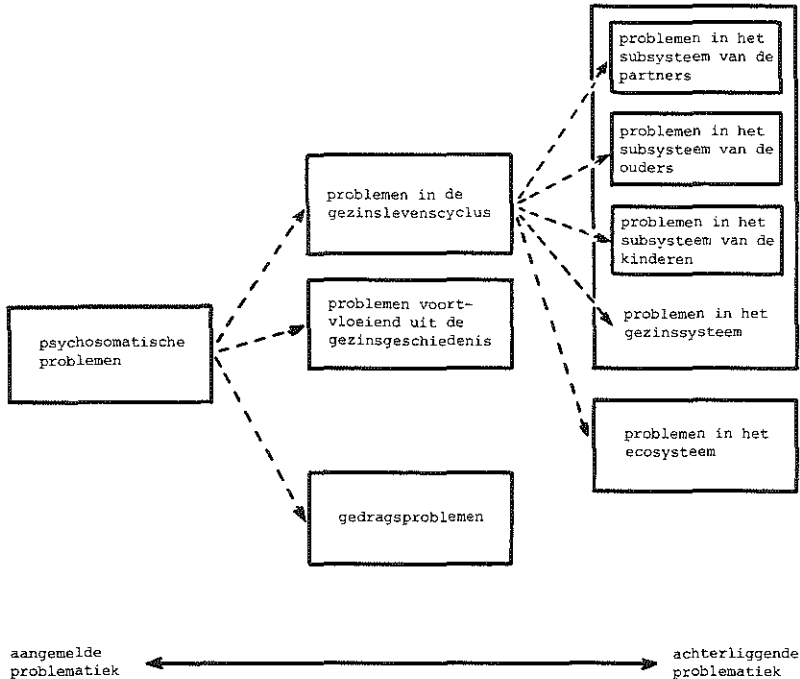 psychosomatische
problemen
problemen in de
gezinslevenscyclus
problemen voort-
vloeiend uit de
gezinsgeschiedenis
gedragsproblemen
problemen in het
subsysteem van de
partners
problemen in het
subsysteem van de
ouders
problemen in het
subsysteem van de
kinderen
problemen in het
gezinssysteem
problemen in het
ecosysteem
aangemelde
problematiek
achterliggende
problematiek